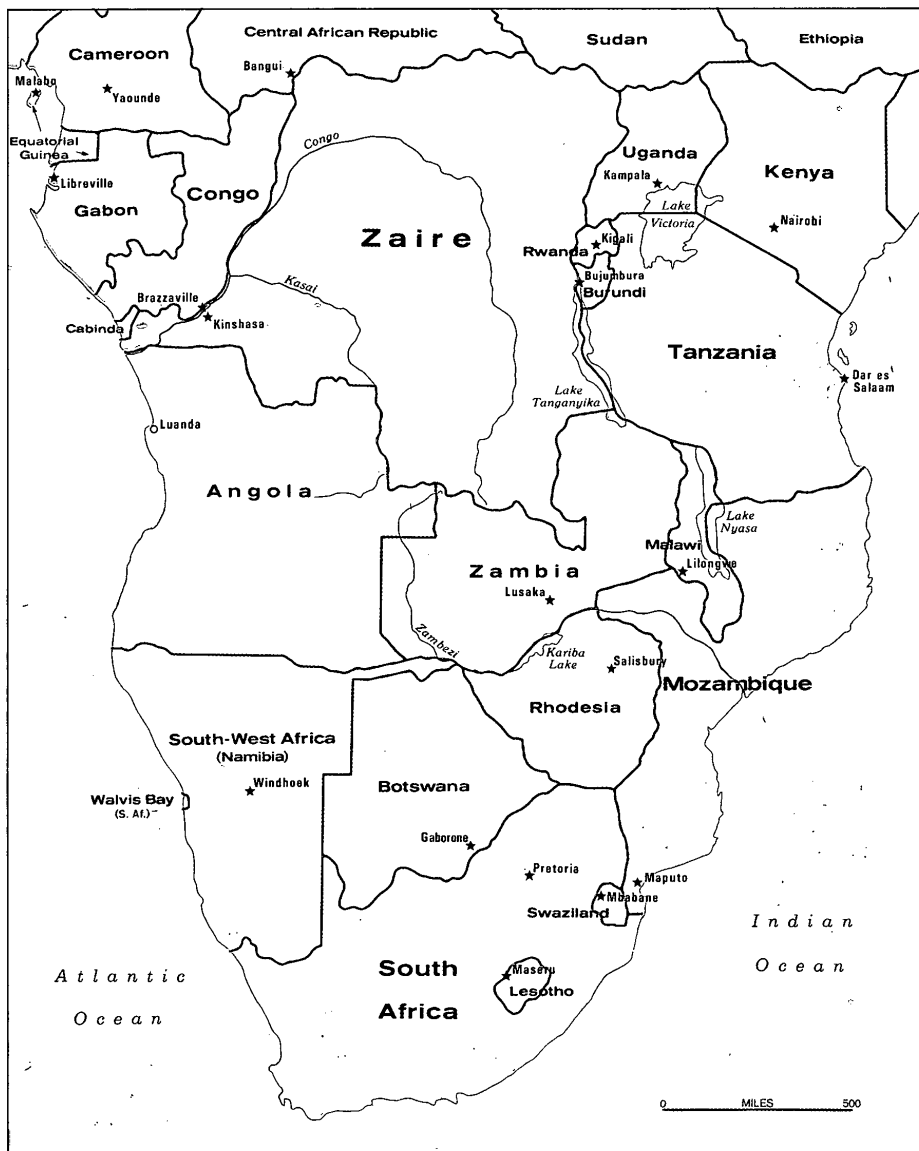 Central African Republic
Sudan
Ethiopia
Cameroon
Bangui
Malabo
Yaounde
Congo
Equatorial
Guinea
Uganda
Kampala
Kenya
Libreville
Congo
Gabon
Lake
Victoria
Nairobi
Zaire
Rwanda
Kigali
Kasai
Bujumbura
Burundi
Brazzaville
Kinshasa
Cabinda
Tanzania
Dar es
Salaam
Lake
Tanganyika
Luanda
Angola
Lake
Nyasa
Malawi
Lilongwe
Zambia
Lusaka
Zambezi
Kariba
Lake
Salisbury
Mozambique
Rhodesia
South-West Africa
(Namibia)
Windhoek
Botswana
Walvis Bay
(S. Af.)
Gaborone
Pretoria
Maputo
Mbabane
Swaziland
Indian
Ocean
Atlantic
Ocean
South
Africa
Maseru
Lesotho
0 MILES 500